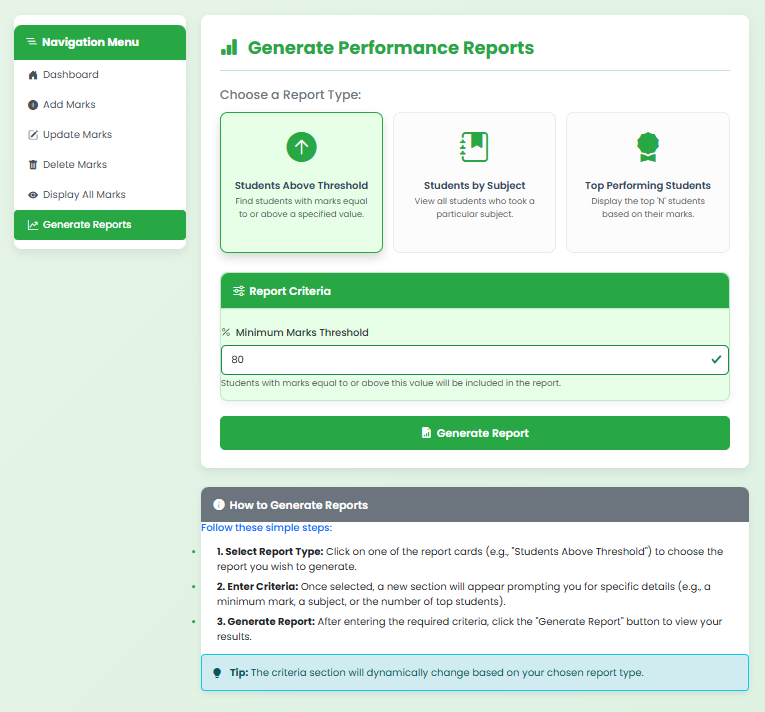 Navigation Menu
Dashboard
Add Marks
Update Marks
Delete Marks
Display All Marks
Generate Reports
Generate Performance Reports
Choose a Report Type:
Students Above Threshold
Find students with marks equal
to or above a specified value.
Students by Subject
View all students who took a
particular subject.
Top Performing Students
Display the top 'N' students
based on their marks.
Report Criteria
% Minimum Marks Threshold
80
Students with marks equal to or above this value will be included in the report.
Generate Report
How to Generate Reports
Follow these simple steps:
1. Select Report Type: Click on one of the report cards (e.g., "Students Above Threshold") to choose the
report you wish to generate.
2. Enter Criteria: Once selected, a new section will appear prompting you for specific details (e.g., a
minimum mark, a subject, or the number of top students).
3. Generate Report: After entering the required criteria, click the "Generate Report" button to view your
results.
Tip: The criteria section will dynamically change based on your chosen report type.